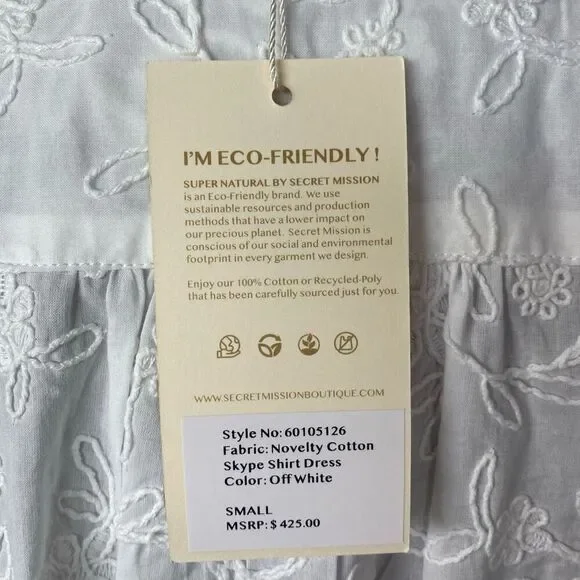 I'M ECO-FRIENDLY !
SUPER NATURAL BY SECRET MISSION
is an Eco-Friendly brand. We use
sustainable resources and production
methods that have a lower impact on
our precious planet. Secret Mission is
conscious of our social and environmental
footprint in every garment we design.
Enjoy our 100% Cotton or Recycled-Poly
that has been carefully sourced just for you.
WWW.SECRETMISSIONBOUTIQUE.COM
Style No: 60105126
Fabric: Novelty Cotton
Skype Shirt Dress
Color: Off White
SMALL
MSRP: $ 425.00